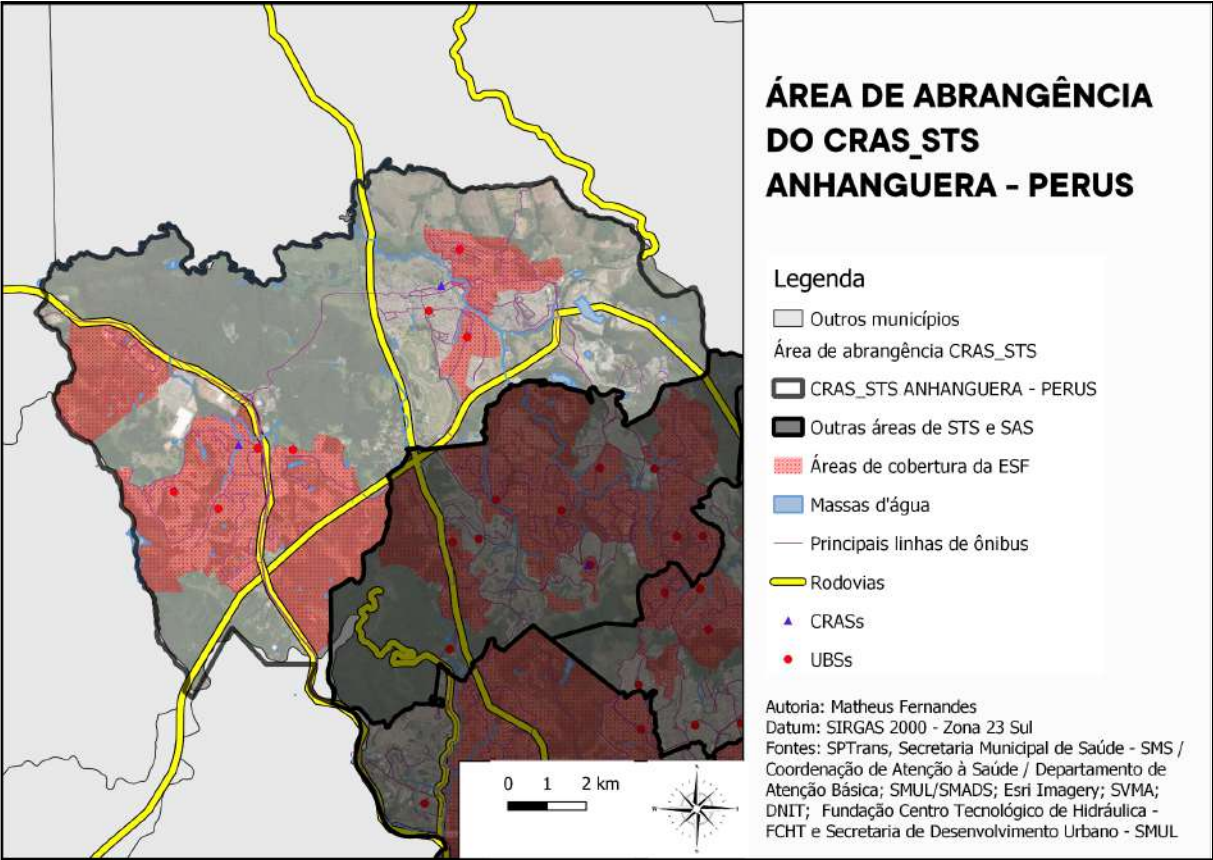 ÁREA DE ABRANGÊNCIA
DO CRAS_STS
ANHANGUERA - PERUS
Legenda
Outros municípios
Área de abrangência CRAS_STS
CRAS_STS ANHANGUERA - PERUS
Outras áreas de STS e SAS
Áreas de cobertura da ESF
Massas d'água
Principais linhas de ônibus
Rodovias
CRASs
UBSs
Autoria: Matheus Fernandes
Datum: SIRGAS 2000 - Zona 23 Sul
Fontes: SPTrans, Secretaria Municipal de Saúde - SMS /
Coordenação de Atenção à Saúde / Departamento de
Atenção Básica; SMUL/SMADS; Esri Imagery; SVMA;
DNIT; Fundação Centro Tecnológico de Hidráulica -
FCHT e Secretaria de Desenvolvimento Urbano - SMUL
0 1 2 km
N
W E
S